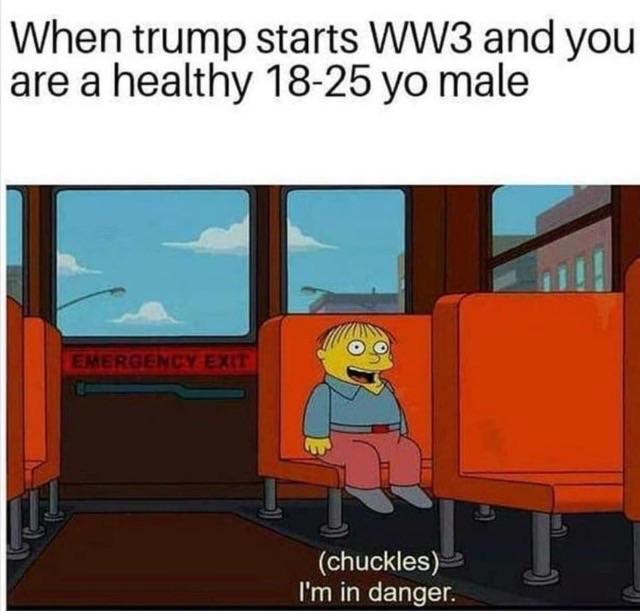 When trump starts WW3 and you
are a healthy 18-25 yo male
EMERGENCY EXIT
(chuckles)
I'm in danger.